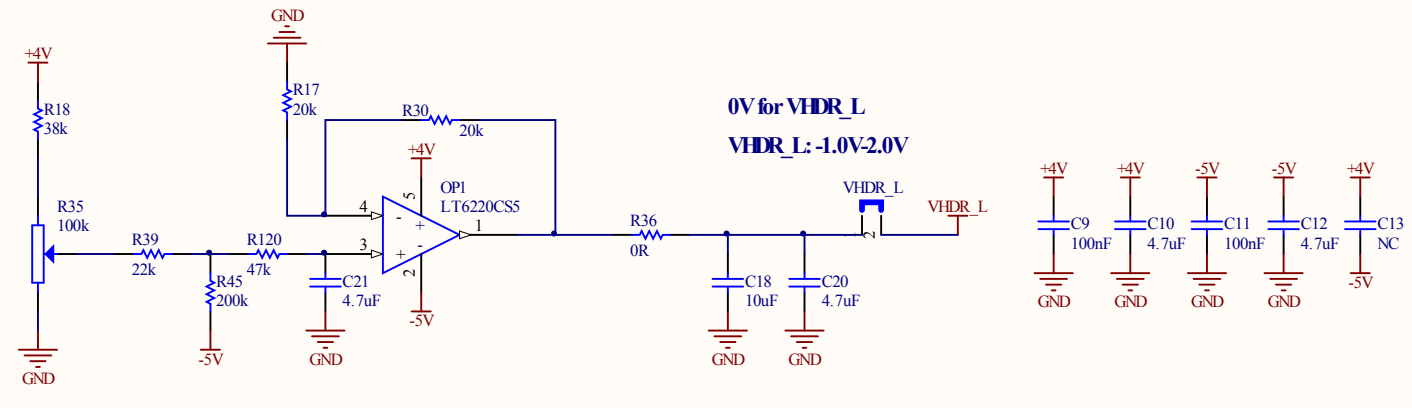 GND
+4V
R18
38k
R17
20k
R30
20k
+4V
0V for VHDR_L
VHDR_L: -1.0V-2.0V
OP1
LT6220CS5
4
5
-
+
1
3
+
-
2
-5V
R35
100k
R39
22k
R120
47k
R45
200k
-5V
C21
4.7uF
GND
GND
R36
0R
VHDR_L
2
VHDR_L
C18
10uF
GND
C20
4.7uF
GND
+4V
C9
100nF
GND
+4V
C10
4.7uF
GND
-5V
C11
100nF
GND
-5V
C12
4.7uF
GND
+4V
C13
NC
-5V